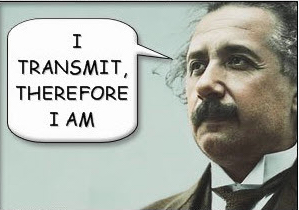 I
TRANSMIT,
THEREFORE
I AM